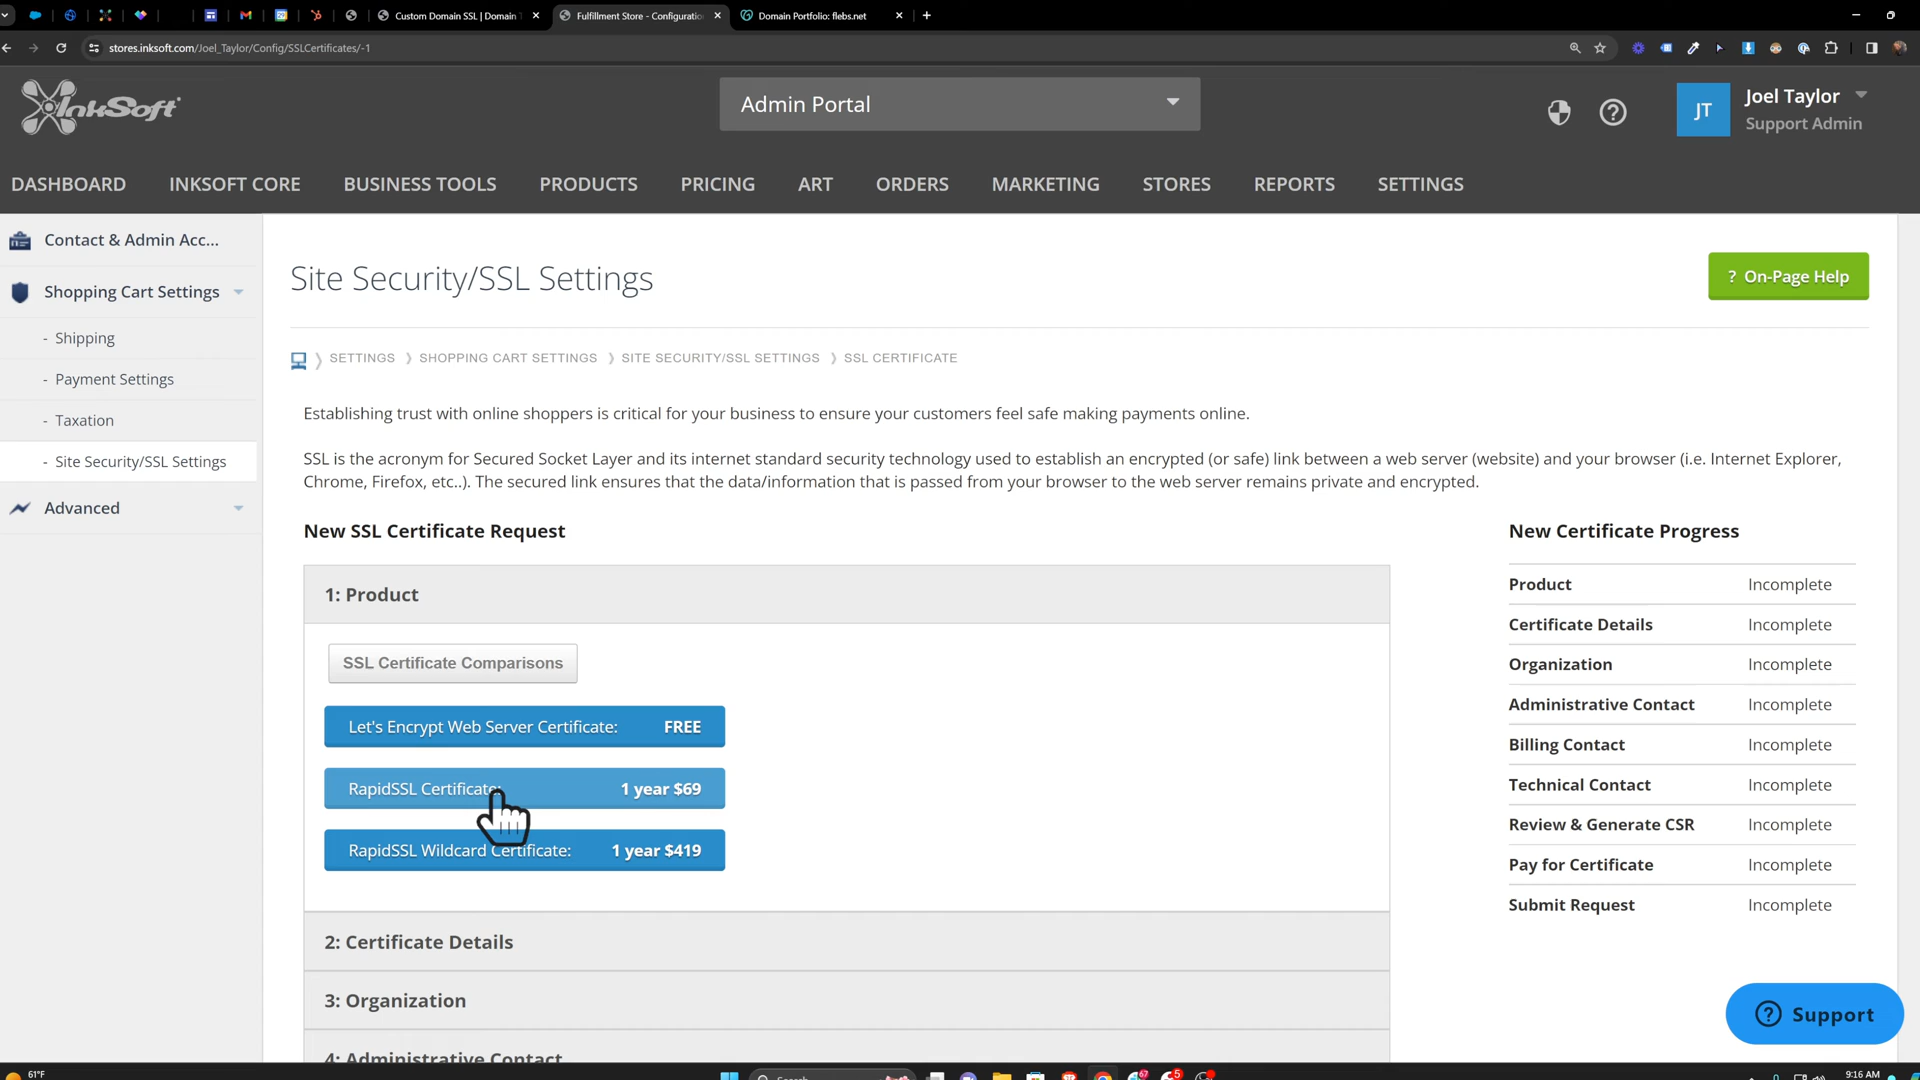 Custom Domain SSL | Domain
Fulfillment Store - Configuratio
Domain Portfolio: flebs.net
stores.inksoft.com/Joel_Taylor/Config/SSLCertificates/-1
InkSoft
Admin Portal
JT
Joel Taylor
Support Admin
DASHBOARD
INKSOFT CORE
BUSINESS TOOLS
PRODUCTS
PRICING
ART
ORDERS
MARKETING
STORES
REPORTS
SETTINGS
Contact & Admin Acc...
Shopping Cart Settings
- Shipping
- Payment Settings
- Taxation
- Site Security/SSL Settings
Advanced
Site Security/SSL Settings
? On-Page Help
SETTINGS
SHOPPING CART SETTINGS
SITE SECURITY/SSL SETTINGS
SSL CERTIFICATE
Establishing trust with online shoppers is critical for your business to ensure your customers feel safe making payments online.
SSL is the acronym for Secured Socket Layer and its internet standard security technology used to establish an encrypted (or safe) link between a web server (website) and your browser (i.e. Internet Explorer,
Chrome, Firefox, etc..). The secured link ensures that the data/information that is passed from your browser to the web server remains private and encrypted.
New SSL Certificate Request
1: Product
SSL Certificate Comparisons
Let's Encrypt Web Server Certificate: FREE
RapidSSL Certificate: 1 year $69
RapidSSL Wildcard Certificate: 1 year $419
2: Certificate Details
3: Organization
4: Administrative Contact
New Certificate Progress
Product Incomplete
Certificate Details Incomplete
Organization Incomplete
Administrative Contact Incomplete
Billing Contact Incomplete
Technical Contact Incomplete
Review & Generate CSR Incomplete
Pay for Certificate Incomplete
Submit Request Incomplete
? Support
61°F
Search
67
5
9:16 AM